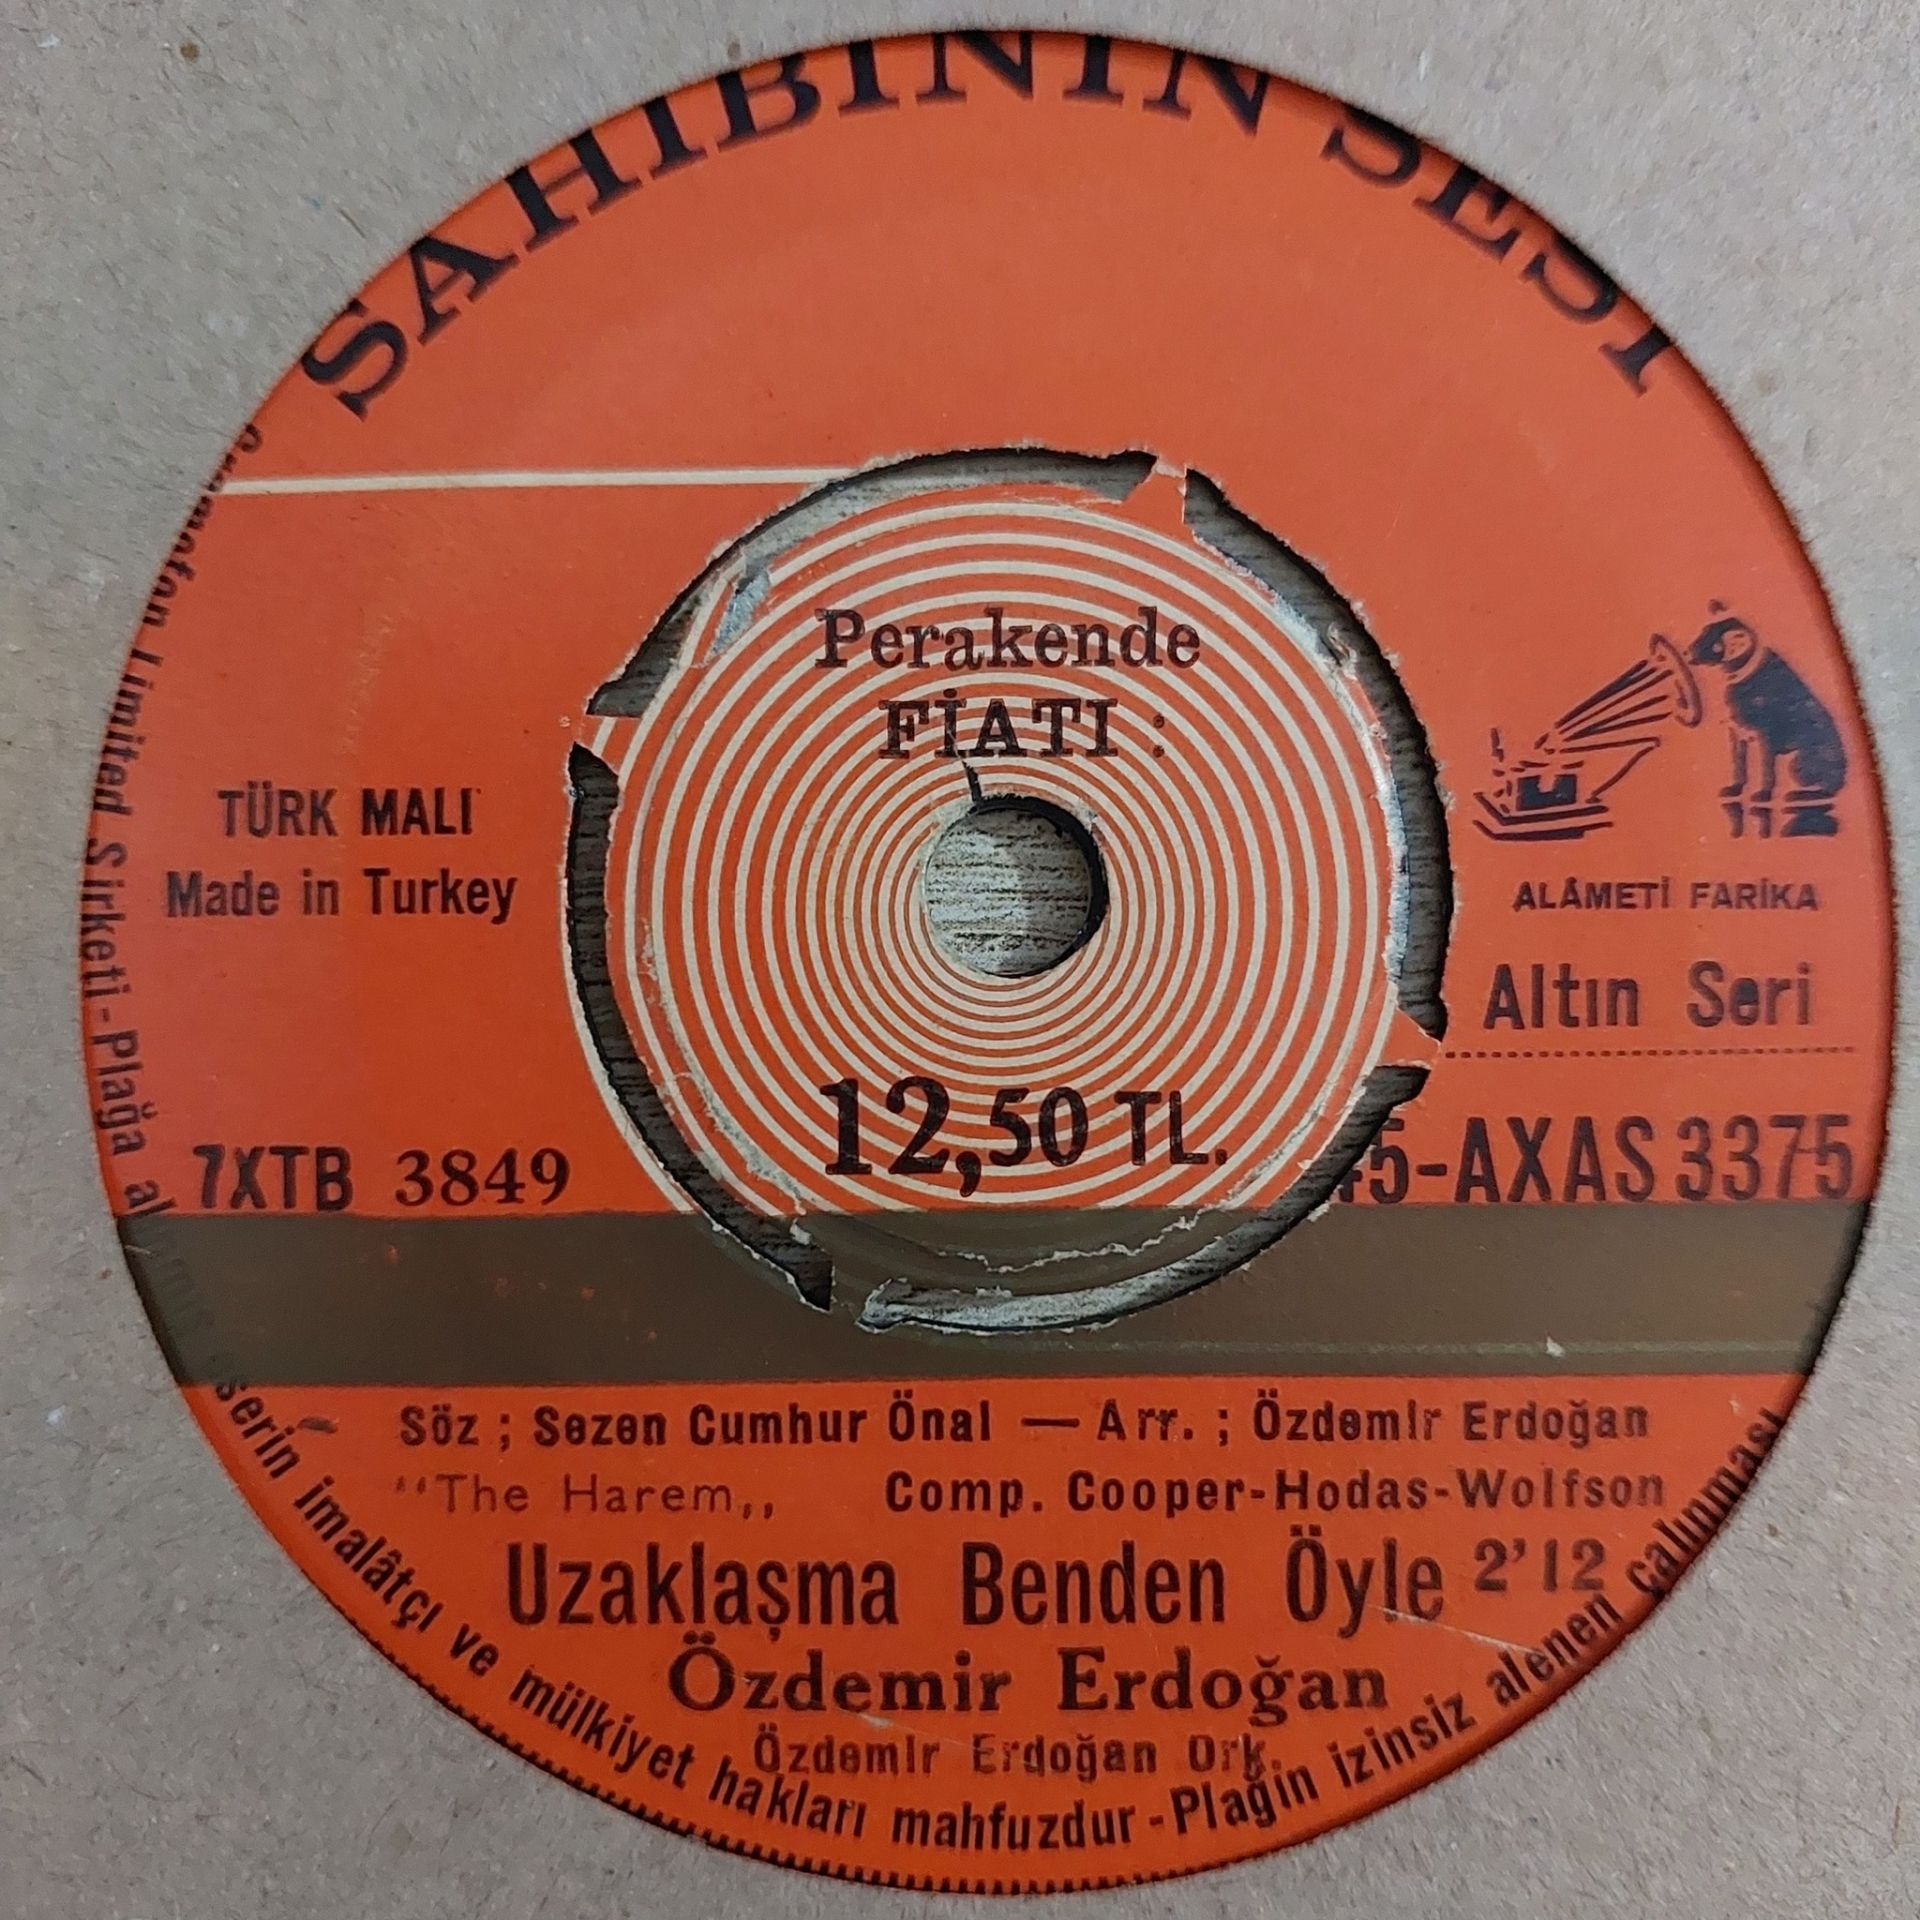 SAHİBİNİN SESİ
Perakende
FİATI :
TÜRK MALI
Made in Turkey
ALÂMETİ FARİKA
Altın Seri
12,50 TL.
7XTB 3849
45-AXAS 3375
Söz ; Sezen Cumhur Önal — Arr. ; Özdemir Erdoğan
“The Harem„ Comp. Cooper-Hodas-Wolfson
Uzaklaşma Benden Öyle 2'12
Özdemir Erdoğan
Özdemir Erdoğan Ork.
Gramofon Limited Şirketi - Plağa eserin imalâtçı ve mülkiyet hakları mahfuzdur - Plağın izinsiz alenen çalınması